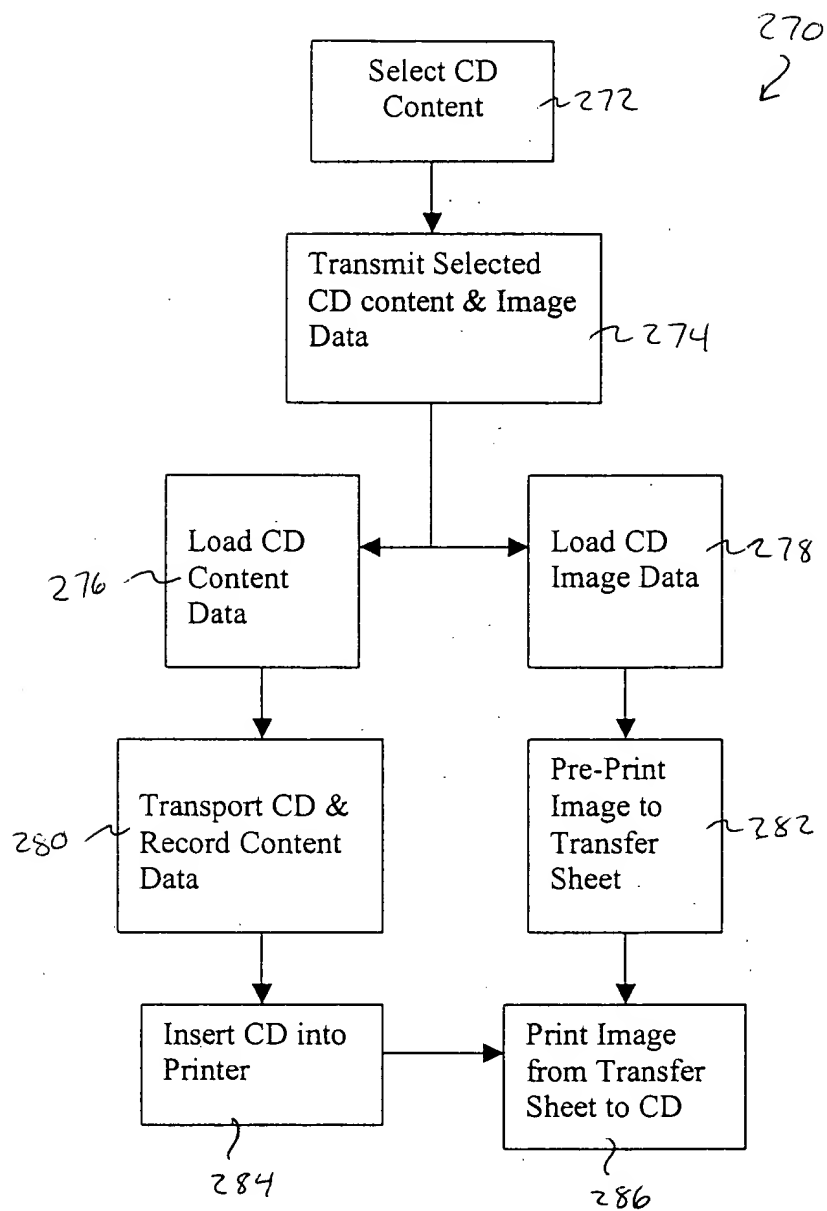 270
Select CD
Content
272
Transmit Selected
CD content & Image
Data
274
Load CD
Content
Data
276
Load CD
Image Data
278
Transport CD &
Record Content
Data
280
Pre-Print
Image to
Transfer
Sheet
282
Insert CD into
Printer
284
Print Image
from Transfer
Sheet to CD
286